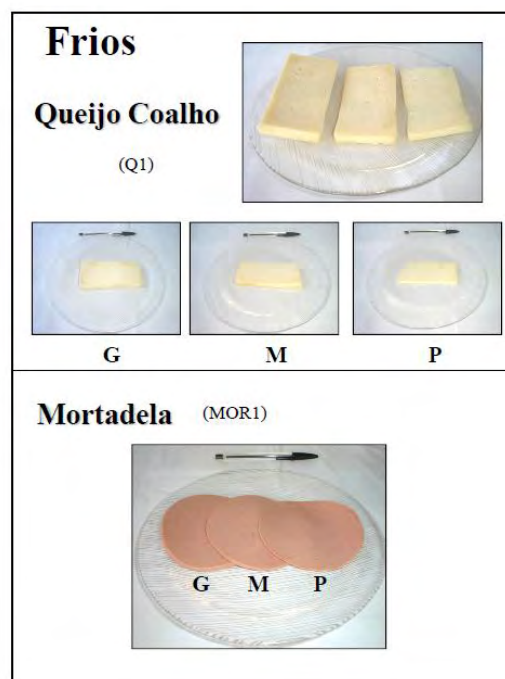 Frios
Queijo Coalho
(Q1)
G M P
Mortadela (MOR1)
G M P